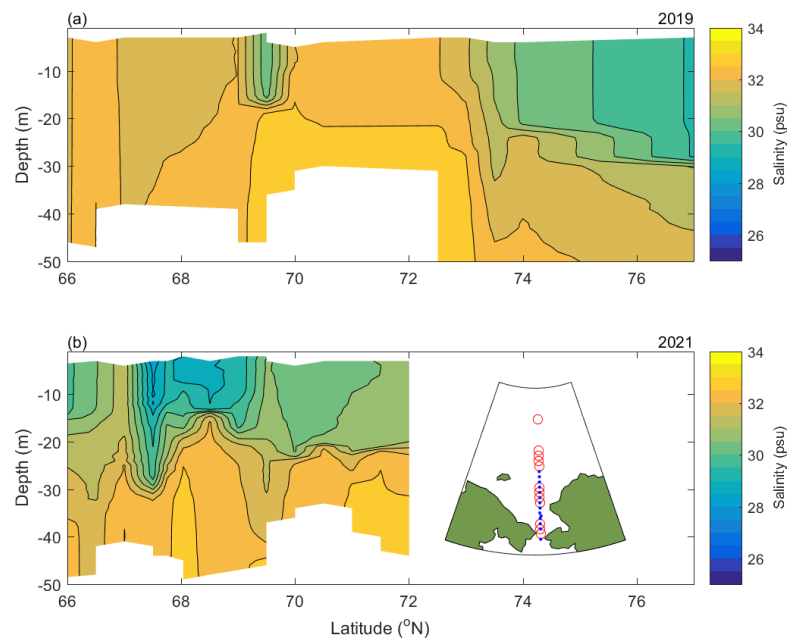 (a) 2019
-10
-20
-30
-40
-50
Depth (m)
66 68 70 72 74 76
34
32
30
28
26
Salinity (psu)
(b) 2021
-10
-20
-30
-40
-50
Depth (m)
66 68 70 72 74 76
Latitude (°N)
34
32
30
28
26
Salinity (psu)